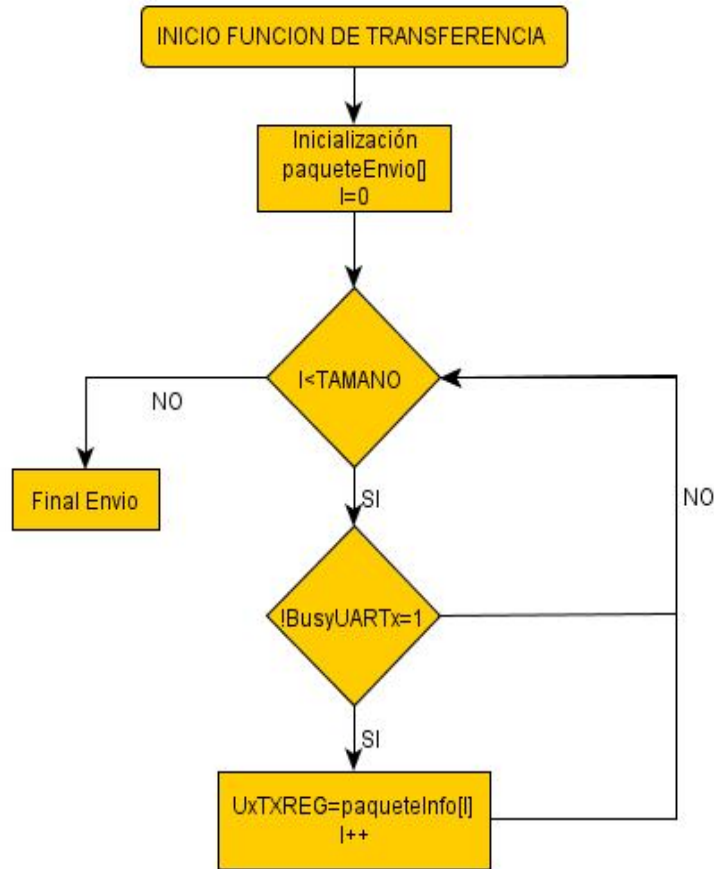 INICIO FUNCION DE TRANSFERENCIA
Inicialización
paqueteEnvio[]
I=0
I<TAMANO
NO
Final Envio
SI
NO
!BusyUARTx=1
SI
UxTXREG=paqueteInfo[I]
I++